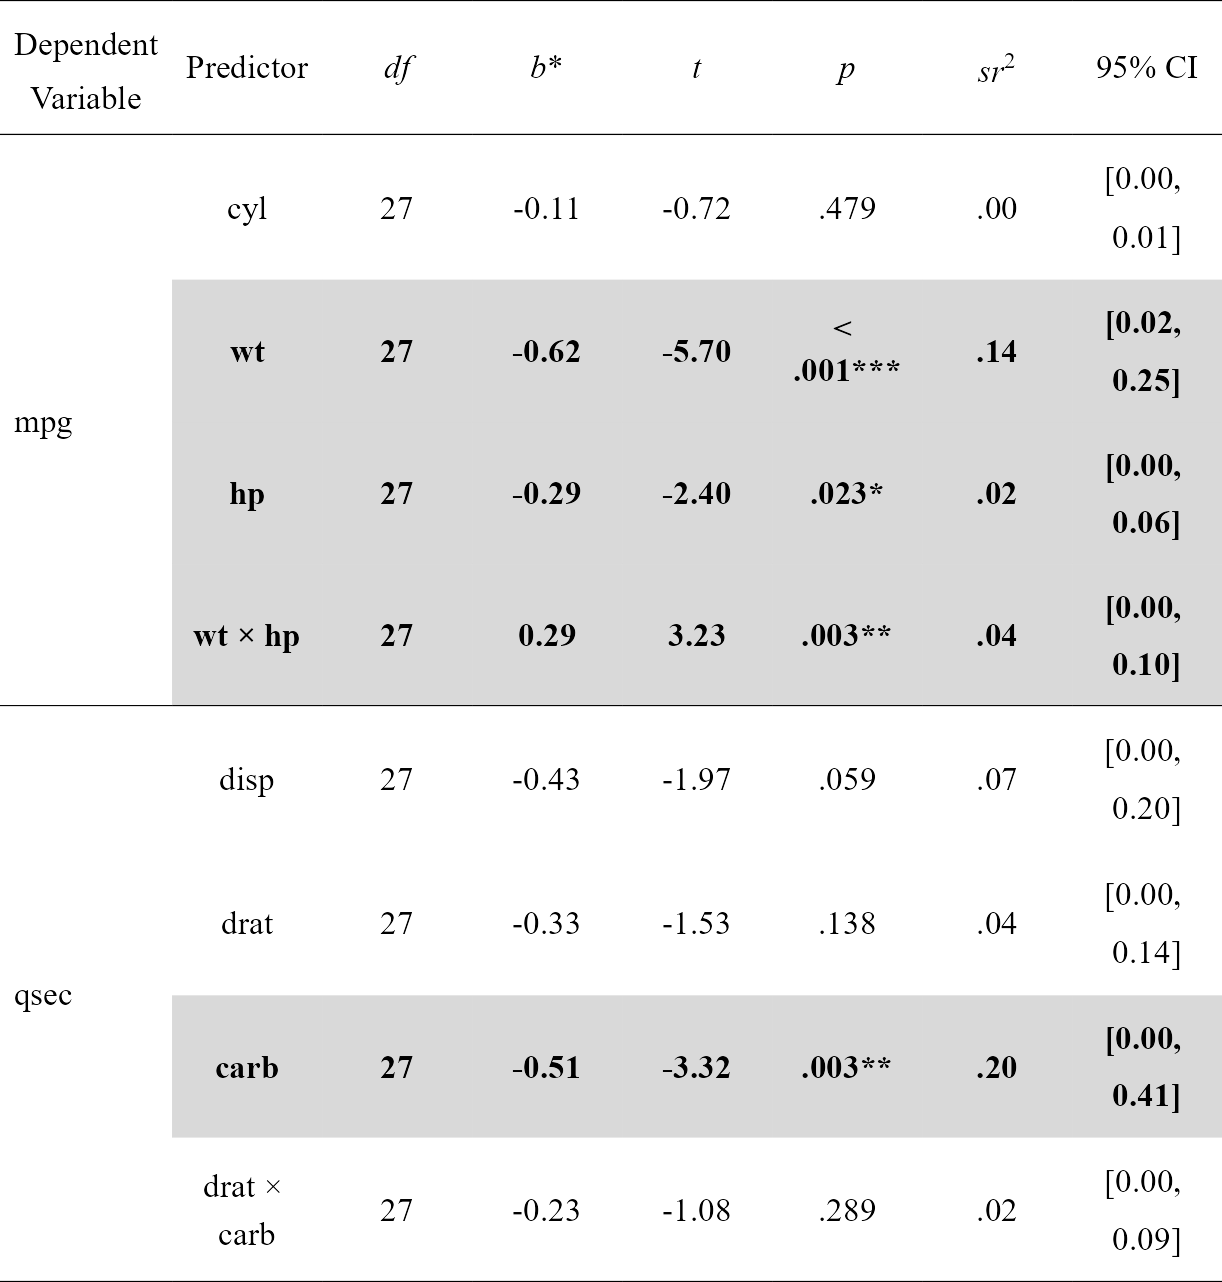 Dependent Variable Predictor df b* t p sr² 95% CI
mpg
cyl 27 -0.11 -0.72 .479 .00 [0.00, 0.01]
wt 27 -0.62 -5.70 < .001*** .14 [0.02, 0.25]
hp 27 -0.29 -2.40 .023* .02 [0.00, 0.06]
wt × hp 27 0.29 3.23 .003** .04 [0.00, 0.10]
qsec
disp 27 -0.43 -1.97 .059 .07 [0.00, 0.20]
drat 27 -0.33 -1.53 .138 .04 [0.00, 0.14]
carb 27 -0.51 -3.32 .003** .20 [0.00, 0.41]
drat × carb 27 -0.23 -1.08 .289 .02 [0.00, 0.09]